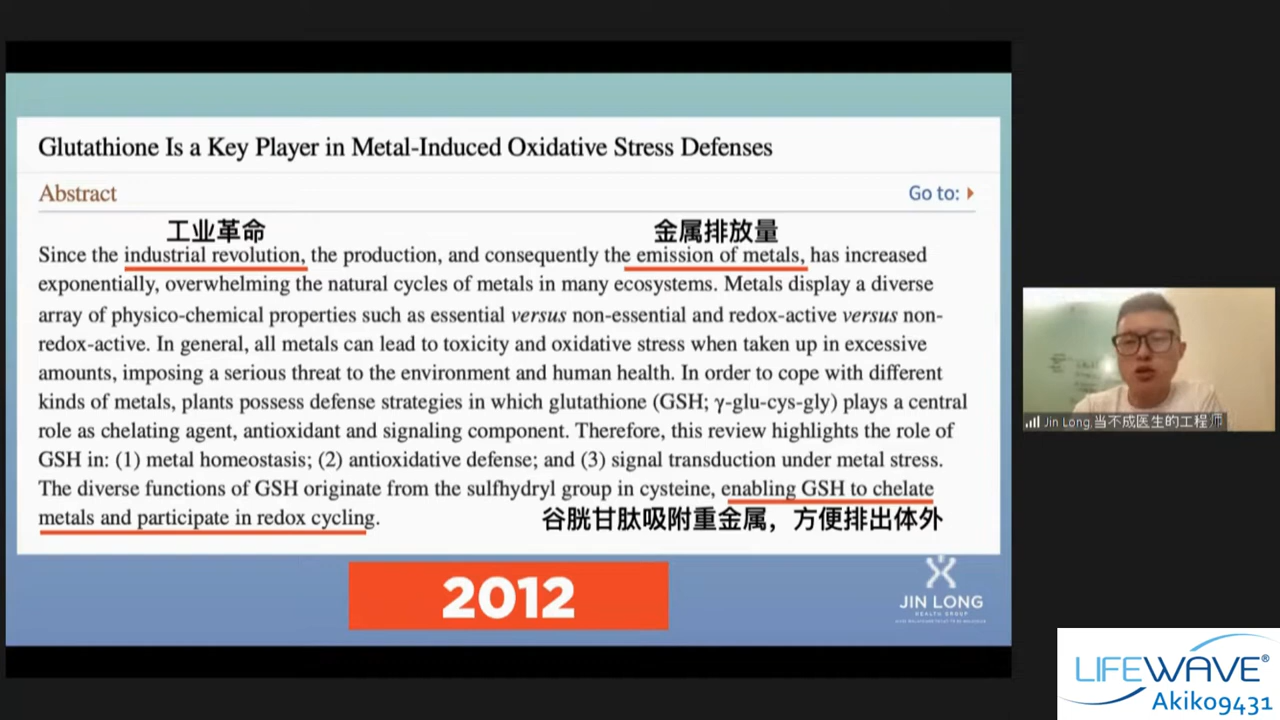 Glutathione Is a Key Player in Metal-Induced Oxidative Stress Defenses
Abstract
Go to:
工业革命
金属排放量
Since the industrial revolution, the production, and consequently the emission of metals, has increased
exponentially, overwhelming the natural cycles of metals in many ecosystems. Metals display a diverse
array of physico-chemical properties such as essential versus non-essential and redox-active versus non-
redox-active. In general, all metals can lead to toxicity and oxidative stress when taken up in excessive
amounts, imposing a serious threat to the environment and human health. In order to cope with different
kinds of metals, plants possess defense strategies in which glutathione (GSH; γ-glu-cys-gly) plays a central
role as chelating agent, antioxidant and signaling component. Therefore, this review highlights the role of
GSH in: (1) metal homeostasis; (2) antioxidative defense; and (3) signal transduction under metal stress.
The diverse functions of GSH originate from the sulfhydryl group in cysteine, enabling GSH to chelate
metals and participate in redox cycling.
谷胱甘肽吸附重金属，方便排出体外
2012
JIN LONG
HEALTH GROUP
Jin Long 当不成医生的工程师
LIFEWAVE®
Akiko9431